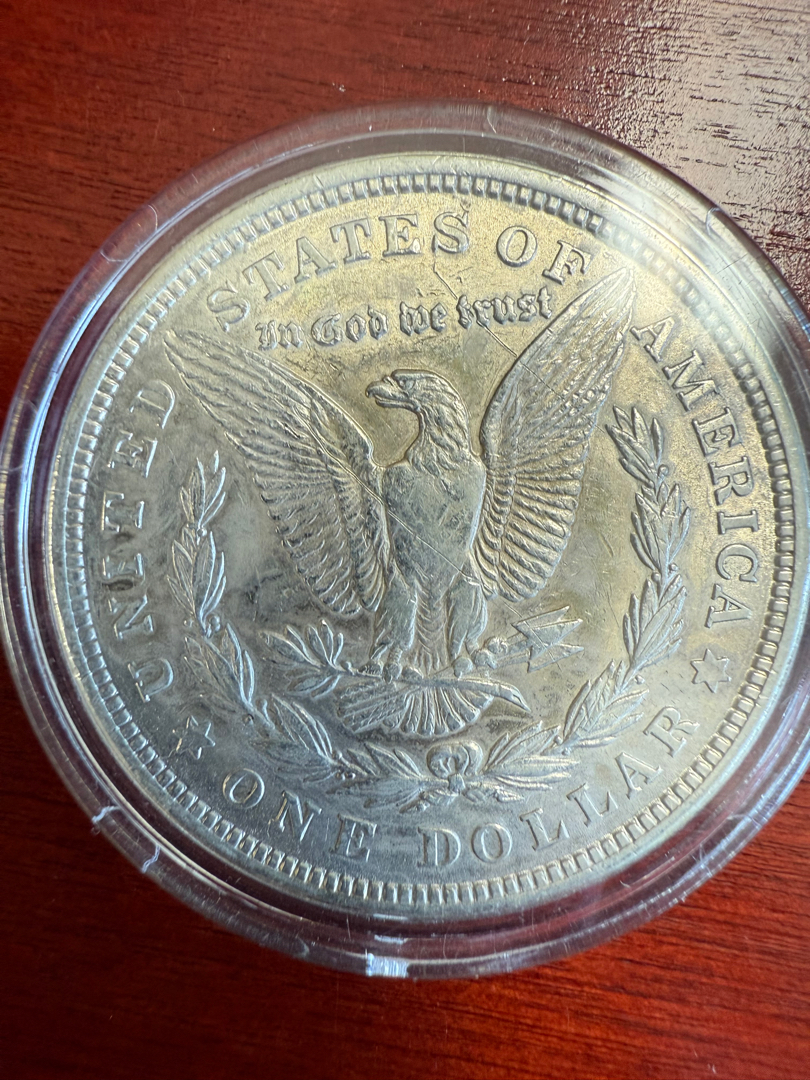 UNITED STATES OF AMERICA
In God we trust
ONE DOLLAR